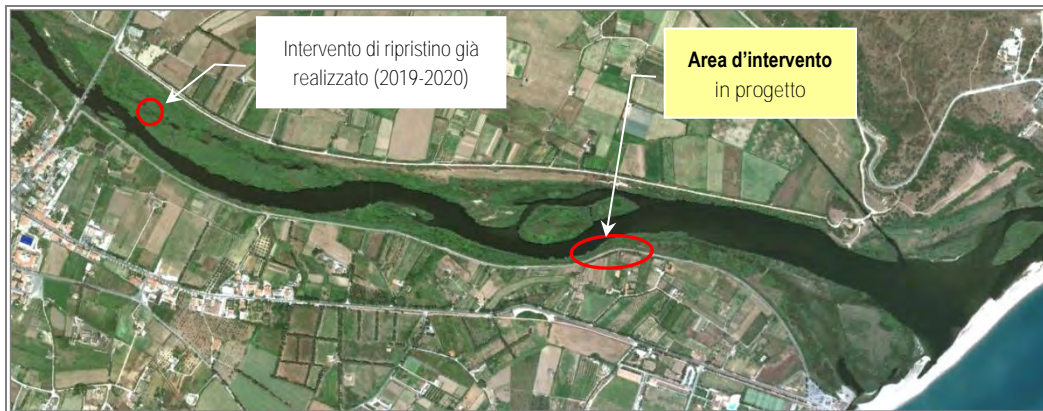 Intervento di ripristino già
realizzato (2019-2020)
Area d'intervento
in progetto